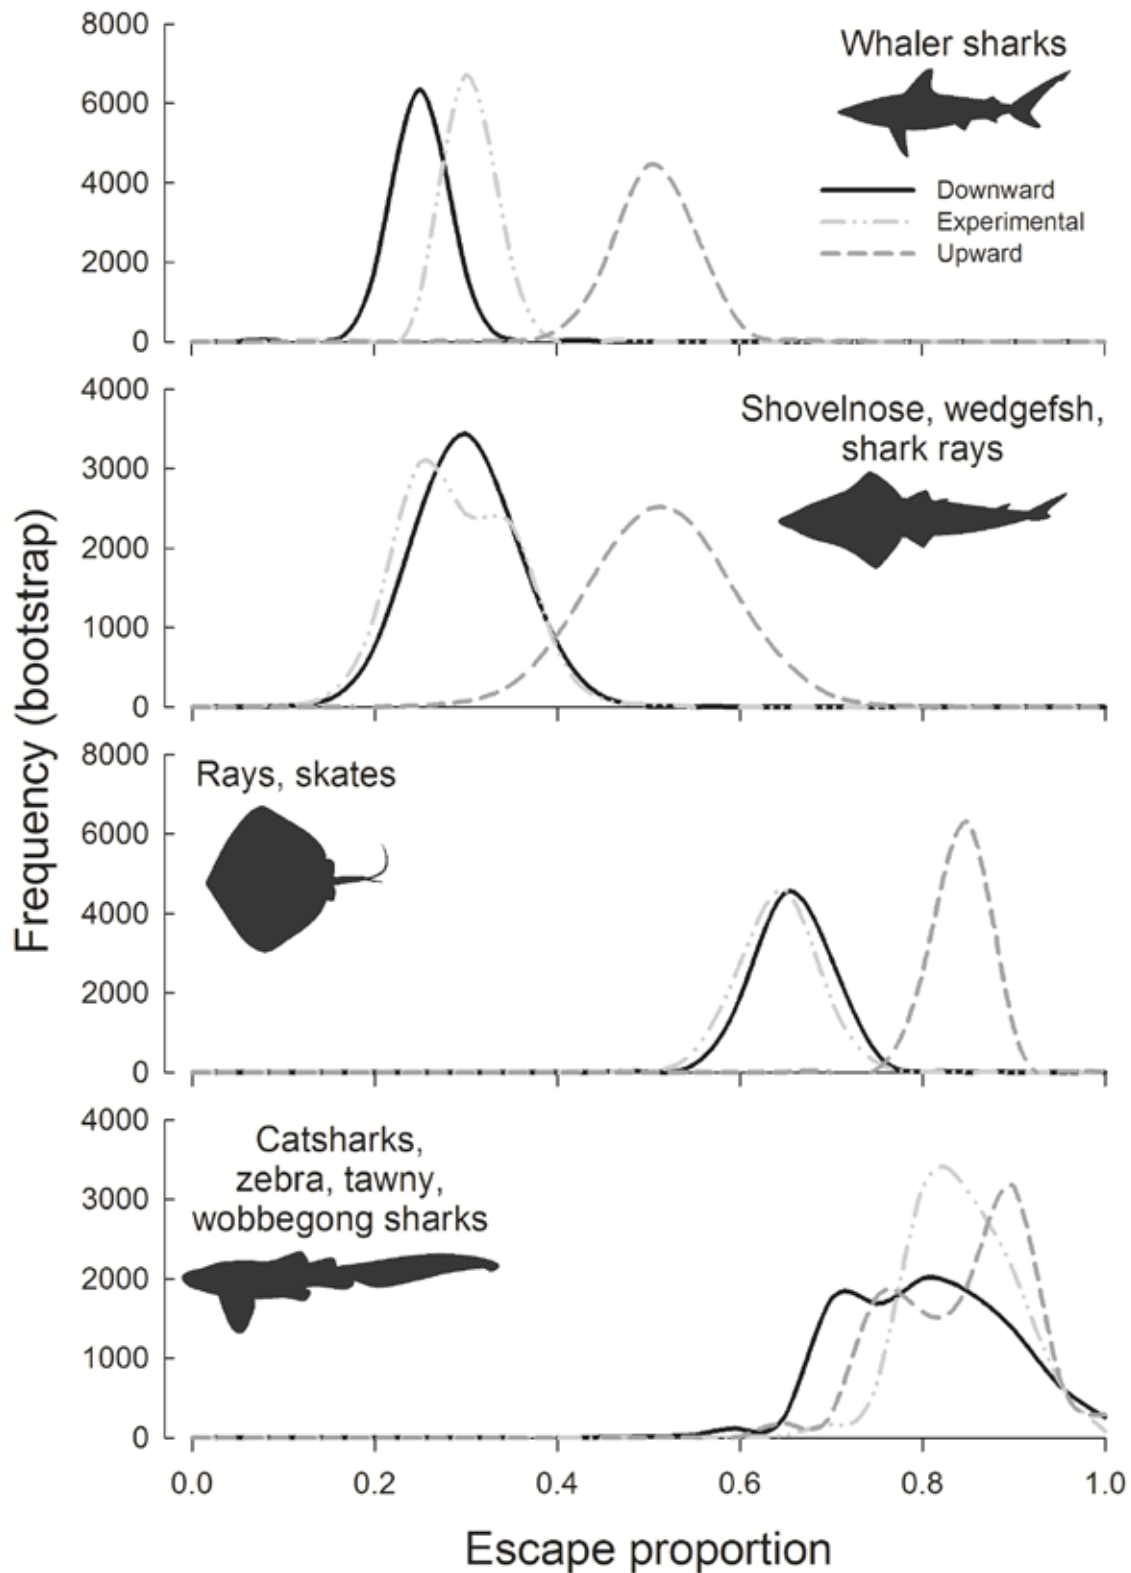 8000
6000
4000
2000
0
Whaler sharks
Downward
Experimental
Upward
4000
3000
2000
1000
0
Shovelnose, wedgefsh,
shark rays
Frequency (bootstrap)
8000
6000
4000
2000
0
Rays, skates
4000
3000
2000
1000
0
Catsharks,
zebra, tawny,
wobbegong sharks
0.0 0.2 0.4 0.6 0.8 1.0
Escape proportion